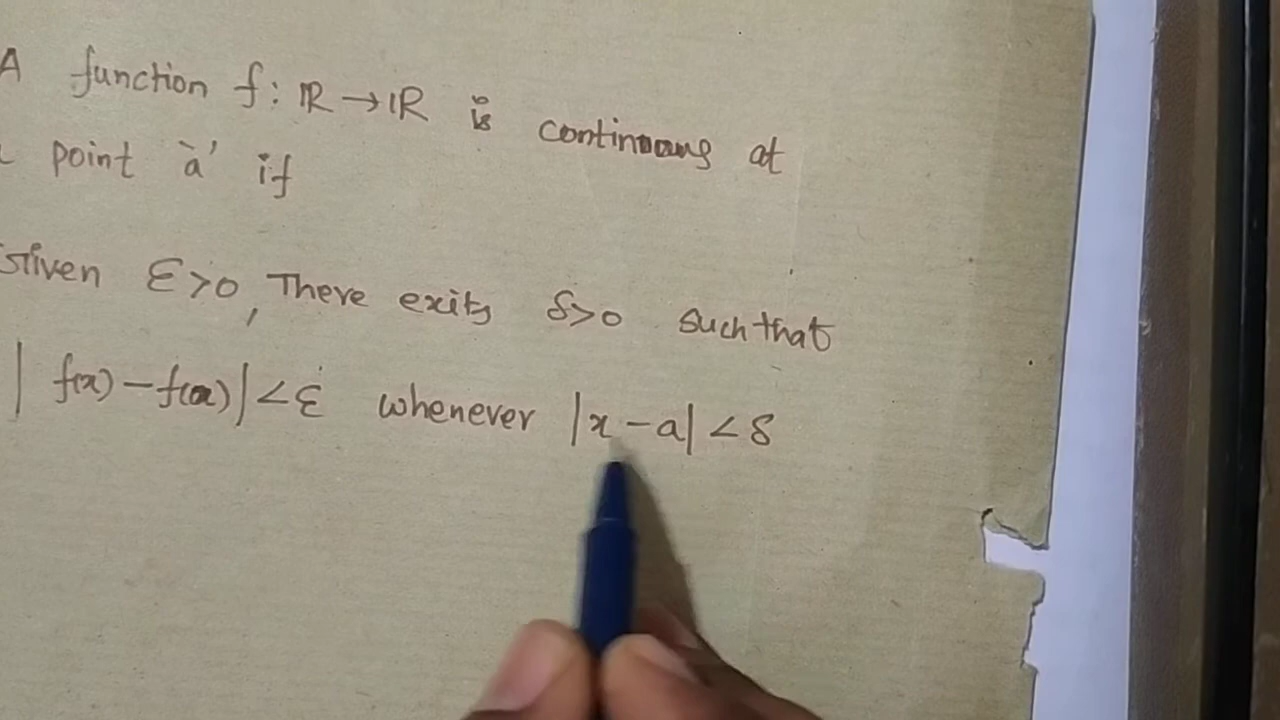 A function f: ℝ → ℝ is continuous at
point 'a' if
Given ε>0, There exits δ>0 such that
| f(x) - f(a)| < ε whenever |x - a| < δ